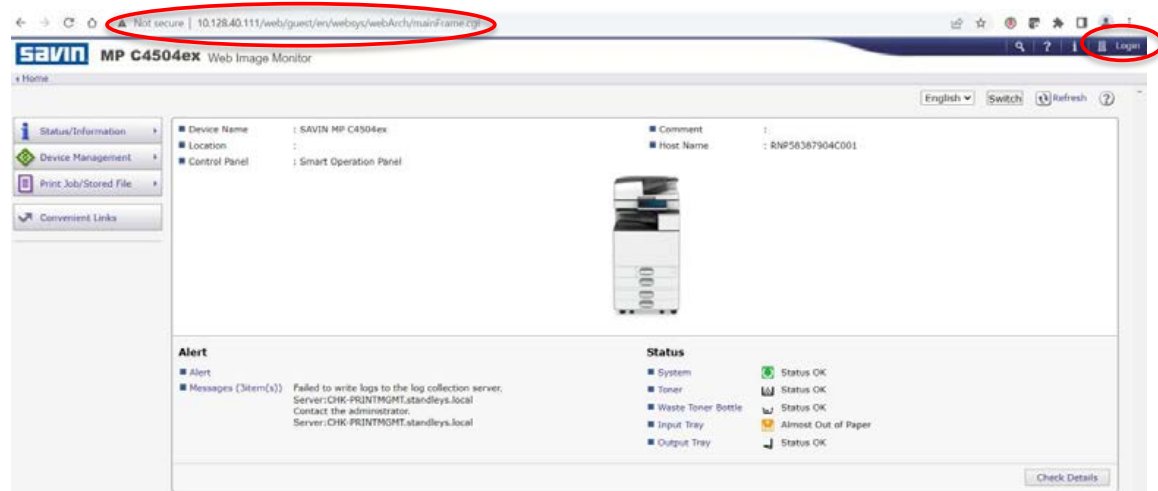 Not secure | 10.128.40.111/web/guest/en/websys/webArch/mainFrame.cgi
savin MP C4504ex Web Image Monitor
? i Login
Home
English Switch Refresh ?
Status/Information
Device Management
Print Job/Stored File
Convenient Links
Device Name : SAVIN MP C4504ex
Location :
Control Panel : Smart Operation Panel
Comment :
Host Name : RNP58387904C001
Alert
Alert
Messages (3item(s)) Failed to write logs to the log collection server.
Server:CHK-PRINTMGMT.standleys.local
Contact the administrator.
Server:CHK-PRINTMGMT.standleys.local
Status
System Status OK
Toner Status OK
Waste Toner Bottle Status OK
Input Tray Almost Out of Paper
Output Tray Status OK
Check Details